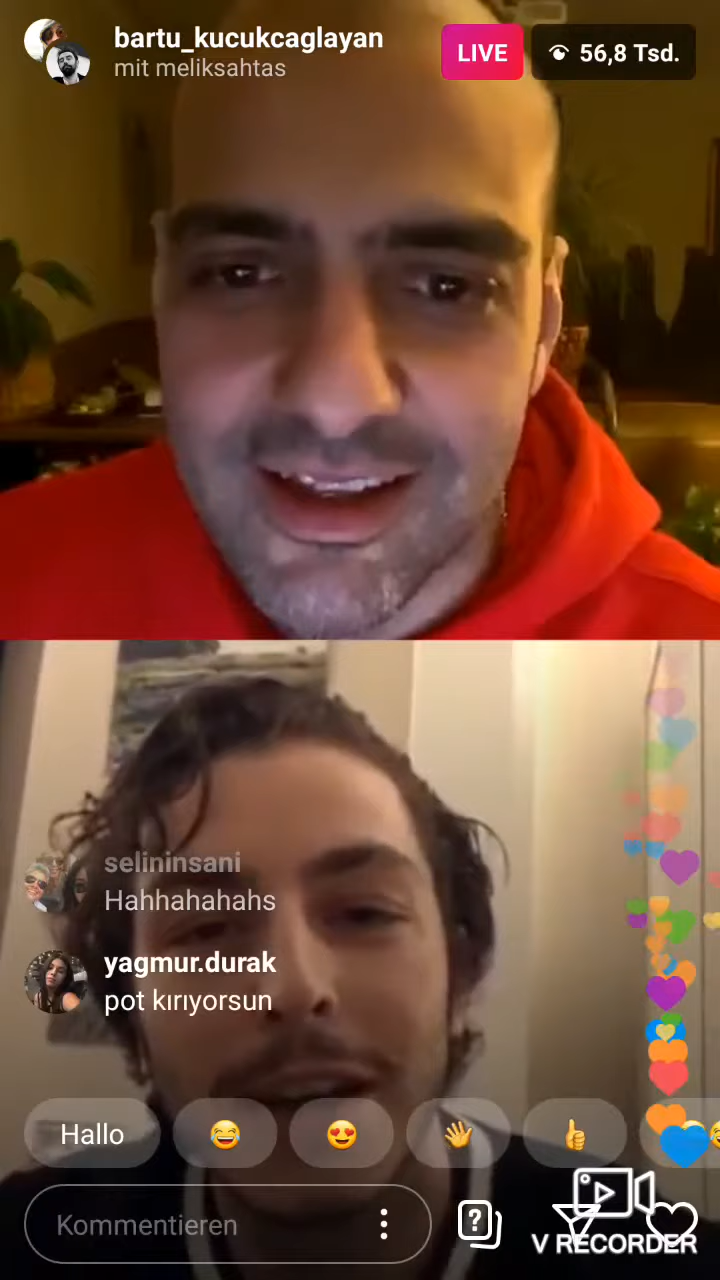 bartu_kucukcaglayan
mit meliksahtas
LIVE
56,8 Tsd.
selininsani
Hahhahahahs
yagmur.durak
pot kırıyorsun
Hallo
Kommentieren
?
V RECORDER